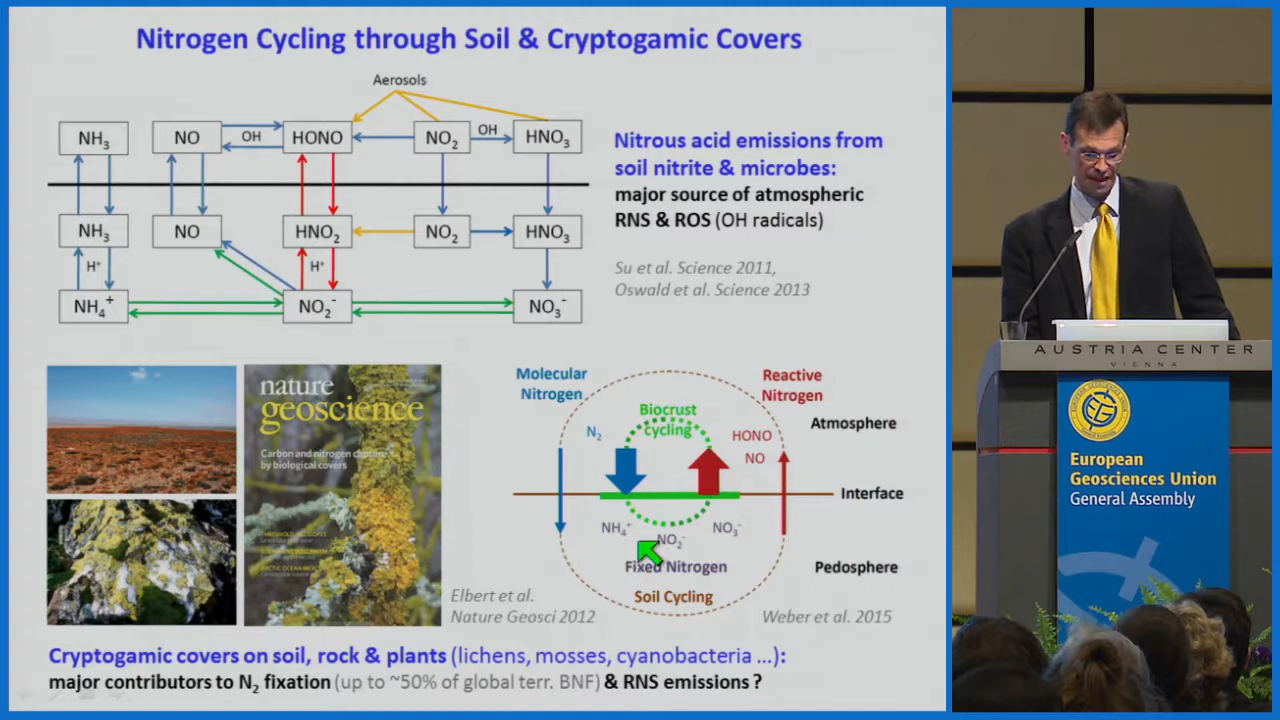 Nitrogen Cycling through Soil & Cryptogamic Covers
Aerosols
NH₃
NO
OH
HONO
NO₂
OH
HNO₃
NH₃
NO
HNO₂
NO₂
HNO₃
H⁺
H⁺
NH₄⁺
NO₂⁻
NO₃⁻
Nitrous acid emissions from
soil nitrite & microbes:
major source of atmospheric
RNS & ROS (OH radicals)
Su et al. Science 2011,
Oswald et al. Science 2013
nature
geoscience
Carbon and nitrogen capture
by biological covers
Elbert et al.
Nature Geosci 2012
Molecular
Nitrogen
Reactive
Nitrogen
Biocrust
cycling
N₂
HONO
NO
Atmosphere
Interface
NH₄⁺
NO₂⁻
NO₃⁻
Fixed Nitrogen
Pedosphere
Soil Cycling
Weber et al. 2015
Cryptogamic covers on soil, rock & plants (lichens, mosses, cyanobacteria ...):
major contributors to N₂ fixation (up to ~50% of global terr. BNF) & RNS emissions ?
AUSTRIA CENTER
VIENNA
European
Geosciences Union
General Assembly